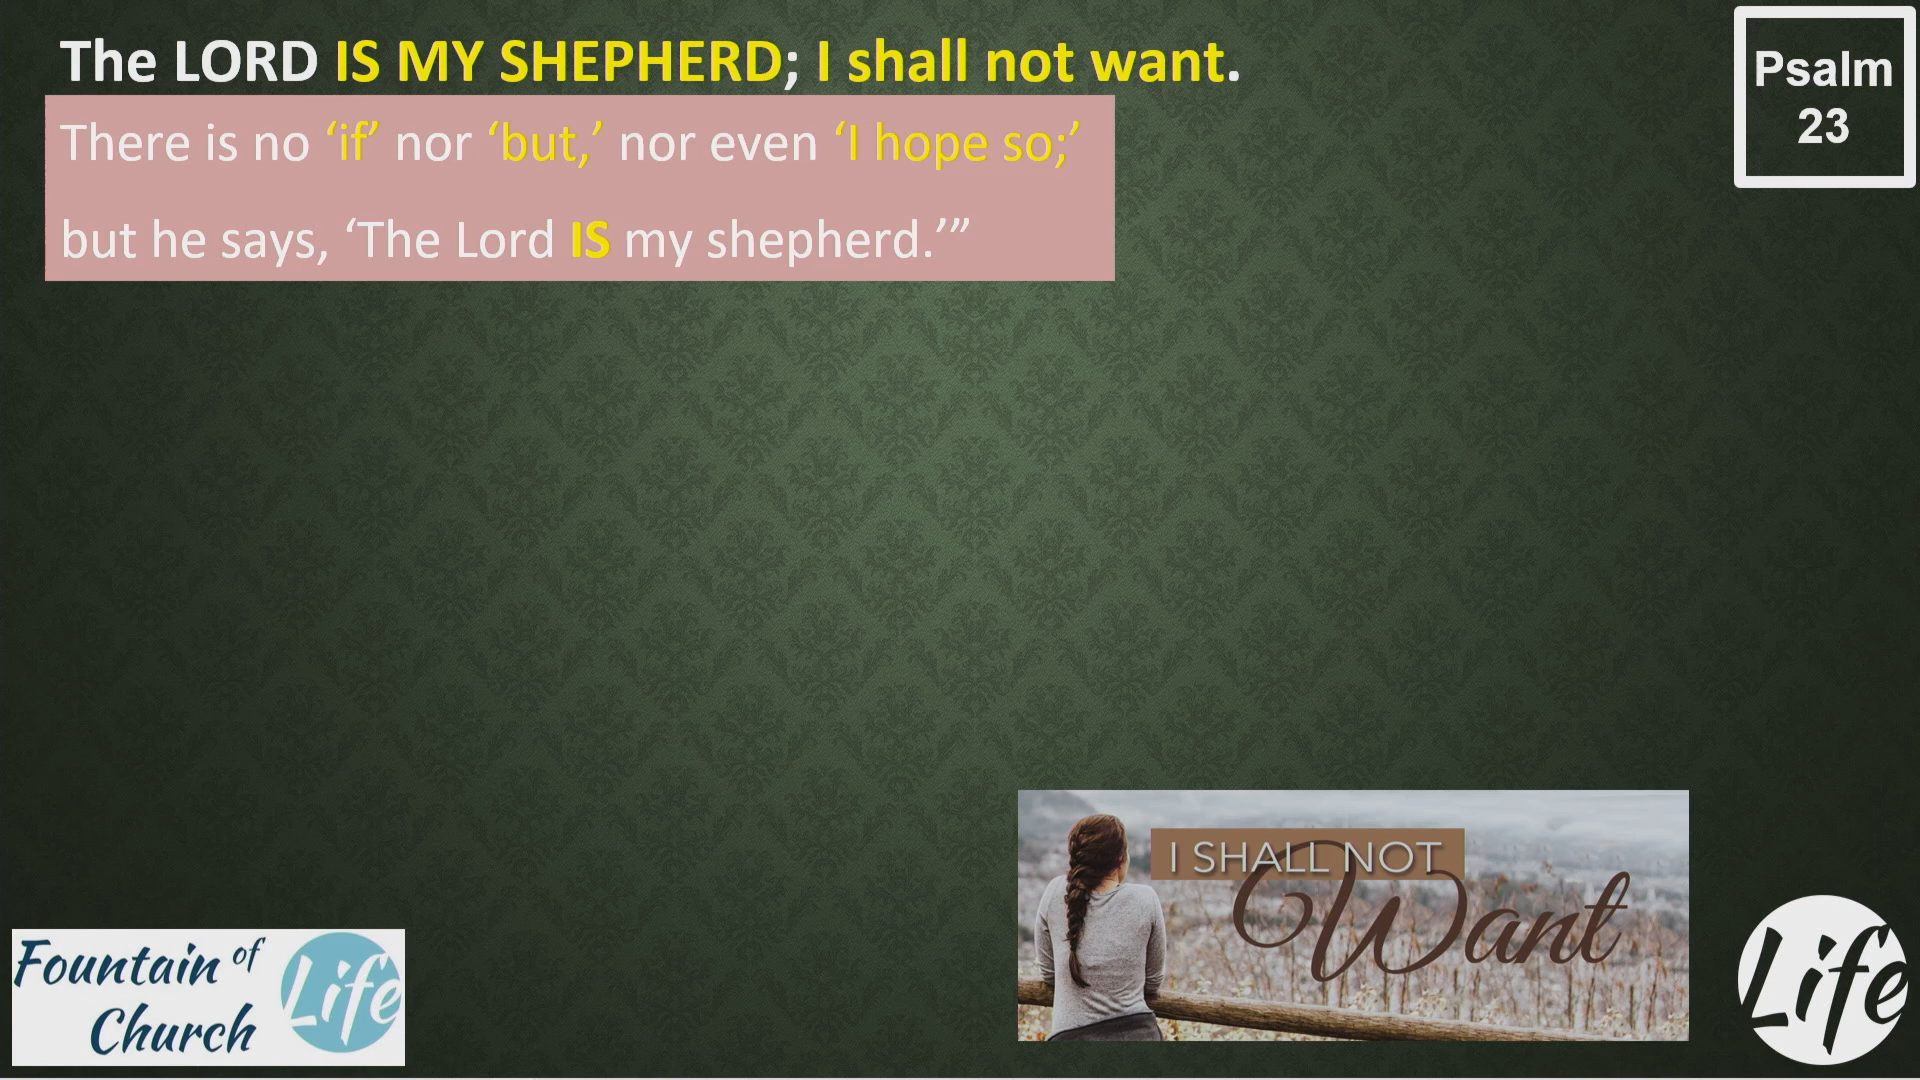 The LORD IS MY SHEPHERD; I shall not want.
Psalm
23
There is no ‘if’ nor ‘but,’ nor even ‘I hope so;’
but he says, ‘The Lord IS my shepherd.’”
I SHALL NOT
Want
Fountain of
Church
Life
Life